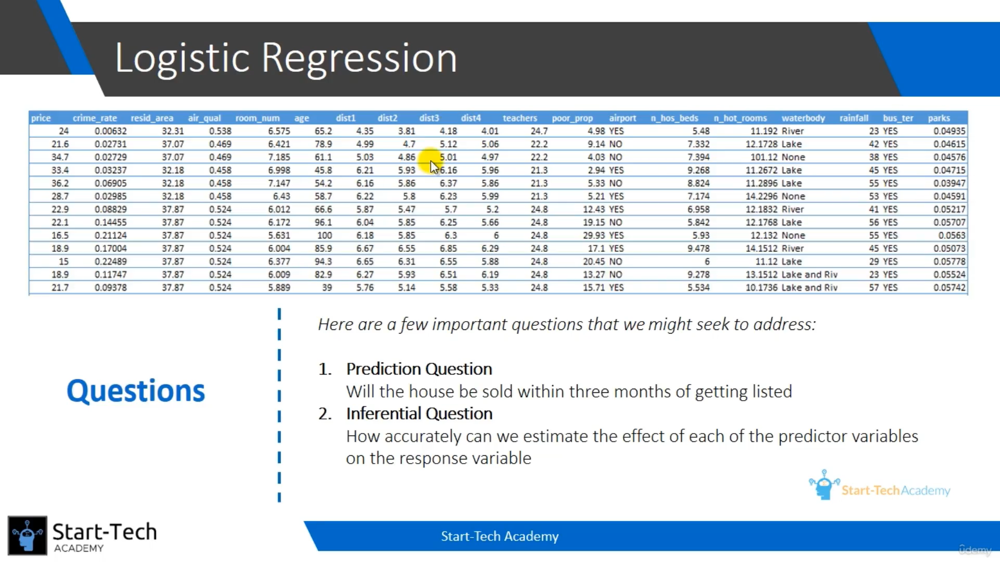 Logistic Regression
price crime_rate resid_area air_qual room_num age dist1 dist2 dist3 dist4 teachers poor_prop airport n_hos_beds n_hot_rooms waterbody rainfall bus_ter parks
24 0.00632 32.31 0.538 6.575 65.2 4.35 3.81 4.18 4.01 24.7 4.98 YES 5.48 11.192 River 23 YES 0.04935
21.6 0.02731 37.07 0.469 6.421 78.9 4.99 4.7 5.12 5.06 22.2 9.14 NO 7.332 12.1728 Lake 42 YES 0.04615
34.7 0.02729 37.07 0.469 7.185 61.1 5.03 4.86 5.01 4.97 22.2 4.03 NO 7.394 101.12 None 38 YES 0.04576
33.4 0.03237 32.18 0.458 6.998 45.8 6.21 5.93 6.16 5.96 21.3 2.94 YES 9.268 11.2672 Lake 45 YES 0.04715
36.2 0.06905 32.18 0.458 7.147 54.2 6.16 5.86 6.37 5.86 21.3 5.33 NO 8.824 11.2896 Lake 55 YES 0.03947
28.7 0.02985 32.18 0.458 6.43 58.7 6.22 5.8 6.23 5.99 21.3 5.21 YES 7.174 14.2296 None 53 YES 0.04591
22.9 0.08829 37.87 0.524 6.012 66.6 5.87 5.47 5.7 5.2 24.8 12.43 YES 6.958 12.1832 River 41 YES 0.05217
22.1 0.14455 37.87 0.524 6.172 96.1 6.04 5.85 6.25 5.66 24.8 19.15 NO 5.842 12.1768 Lake 56 YES 0.05707
16.5 0.21124 37.87 0.524 5.631 100 6.18 5.85 6.3 6 24.8 29.93 YES 5.93 12.132 None 55 YES 0.0563
18.9 0.17004 37.87 0.524 6.004 85.9 6.67 6.55 6.85 6.29 24.8 17.1 YES 9.478 14.1512 River 45 YES 0.05073
15 0.22489 37.87 0.524 6.377 94.3 6.65 6.31 6.55 5.88 24.8 20.45 NO 6 11.12 Lake 29 YES 0.05778
18.9 0.11747 37.87 0.524 6.009 82.9 6.27 5.93 6.51 6.19 24.8 13.27 NO 9.278 13.1512 Lake and Riv 23 YES 0.05524
21.7 0.09378 37.87 0.524 5.889 39 5.76 5.14 5.58 5.33 24.8 15.71 YES 5.534 10.1736 Lake and Riv 57 YES 0.05742
Questions
Here are a few important questions that we might seek to address:
1. Prediction Question
Will the house be sold within three months of getting listed
2. Inferential Question
How accurately can we estimate the effect of each of the predictor variables
on the response variable
Start-Tech Academy
Start-Tech
ACADEMY
Start-Tech Academy
ûdemy